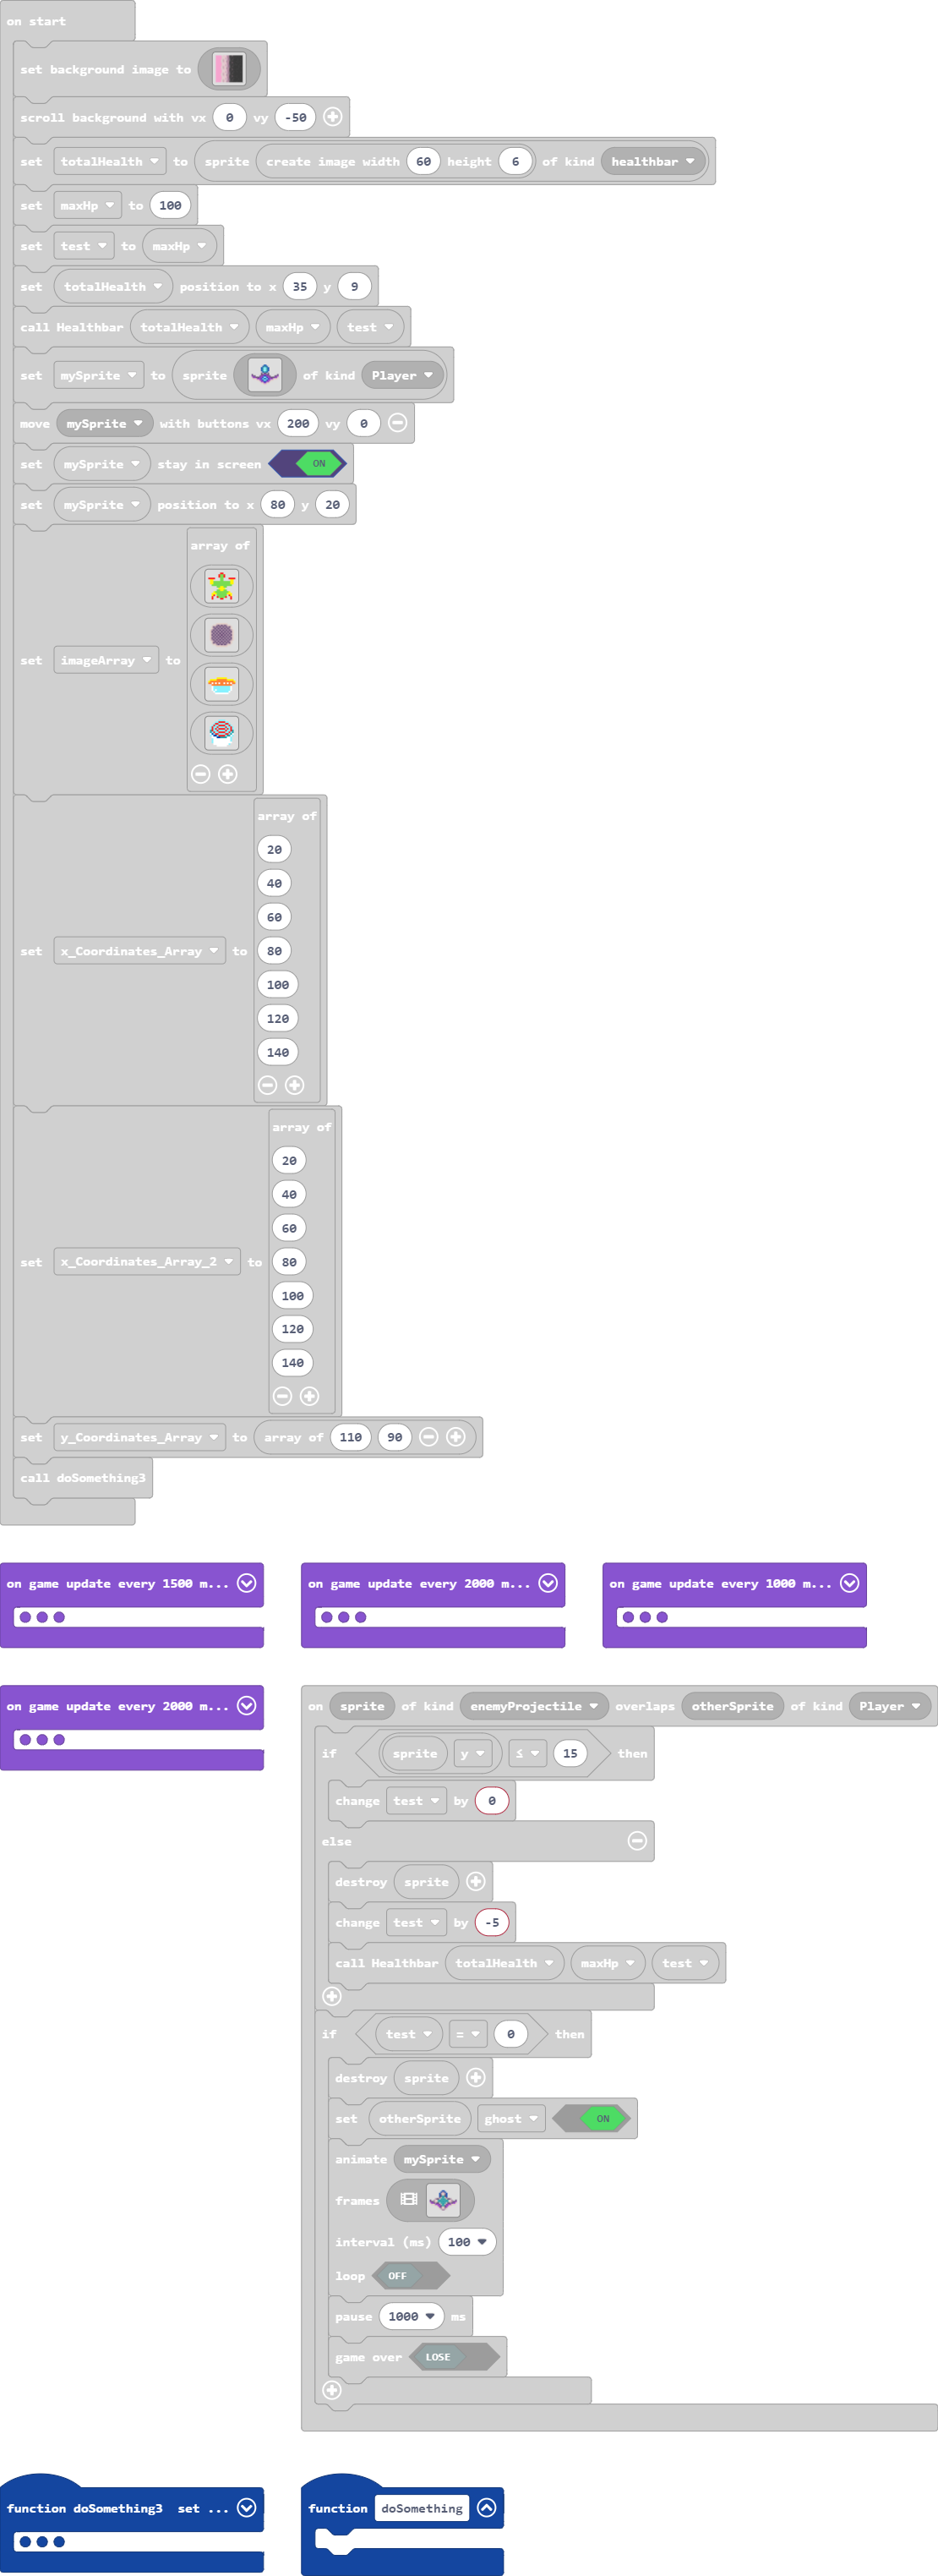 on start
set background image to
scroll background with vx 0 vy -50
set totalHealth to sprite create image width 60 height 6 of kind healthbar
set maxHp to 100
set test to maxHp
set totalHealth position to x 35 y 9
call Healthbar totalHealth maxHp test
set mySprite to sprite of kind Player
move mySprite with buttons vx 200 vy 0
set mySprite stay in screen ON
set mySprite position to x 80 y 20
array of
set imageArray to
array of
20
40
60
set x_Coordinates_Array to 80
100
120
140
array of
20
40
60
set x_Coordinates_Array_2 to 80
100
120
140
set y_Coordinates_Array to array of 110 90
call doSomething3
on game update every 1500 m...
on game update every 2000 m...
on game update every 1000 m...
on game update every 2000 m...
on sprite of kind enemyProjectile overlaps otherSprite of kind Player
if sprite y ≤ 15 then
change test by 0
else
destroy sprite
change test by -5
call Healthbar totalHealth maxHp test
if test = 0 then
destroy sprite
set otherSprite ghost ON
animate mySprite
frames
interval (ms) 100
loop OFF
pause 1000 ms
game over LOSE
function doSomething3 set ...
function doSomething